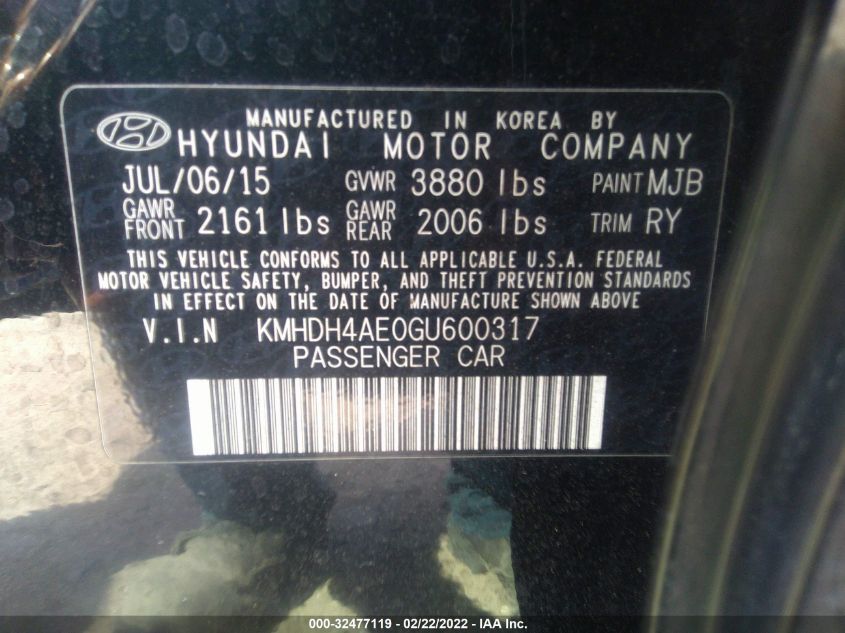 MANUFACTURED IN KOREA BY
HYUNDAI MOTOR COMPANY
JUL/06/15 GVWR 3880 lbs PAINT MJB
GAWR FRONT 2161 lbs GAWR REAR 2006 lbs TRIM RY
THIS VEHICLE CONFORMS TO ALL APPLICABLE U.S.A. FEDERAL
MOTOR VEHICLE SAFETY, BUMPER, AND THEFT PREVENTION STANDARDS
IN EFFECT ON THE DATE OF MANUFACTURE SHOWN ABOVE
V.I.N KMHDH4AE0GU600317
PASSENGER CAR
000-32477119 - 02/22/2022 - IAA Inc.